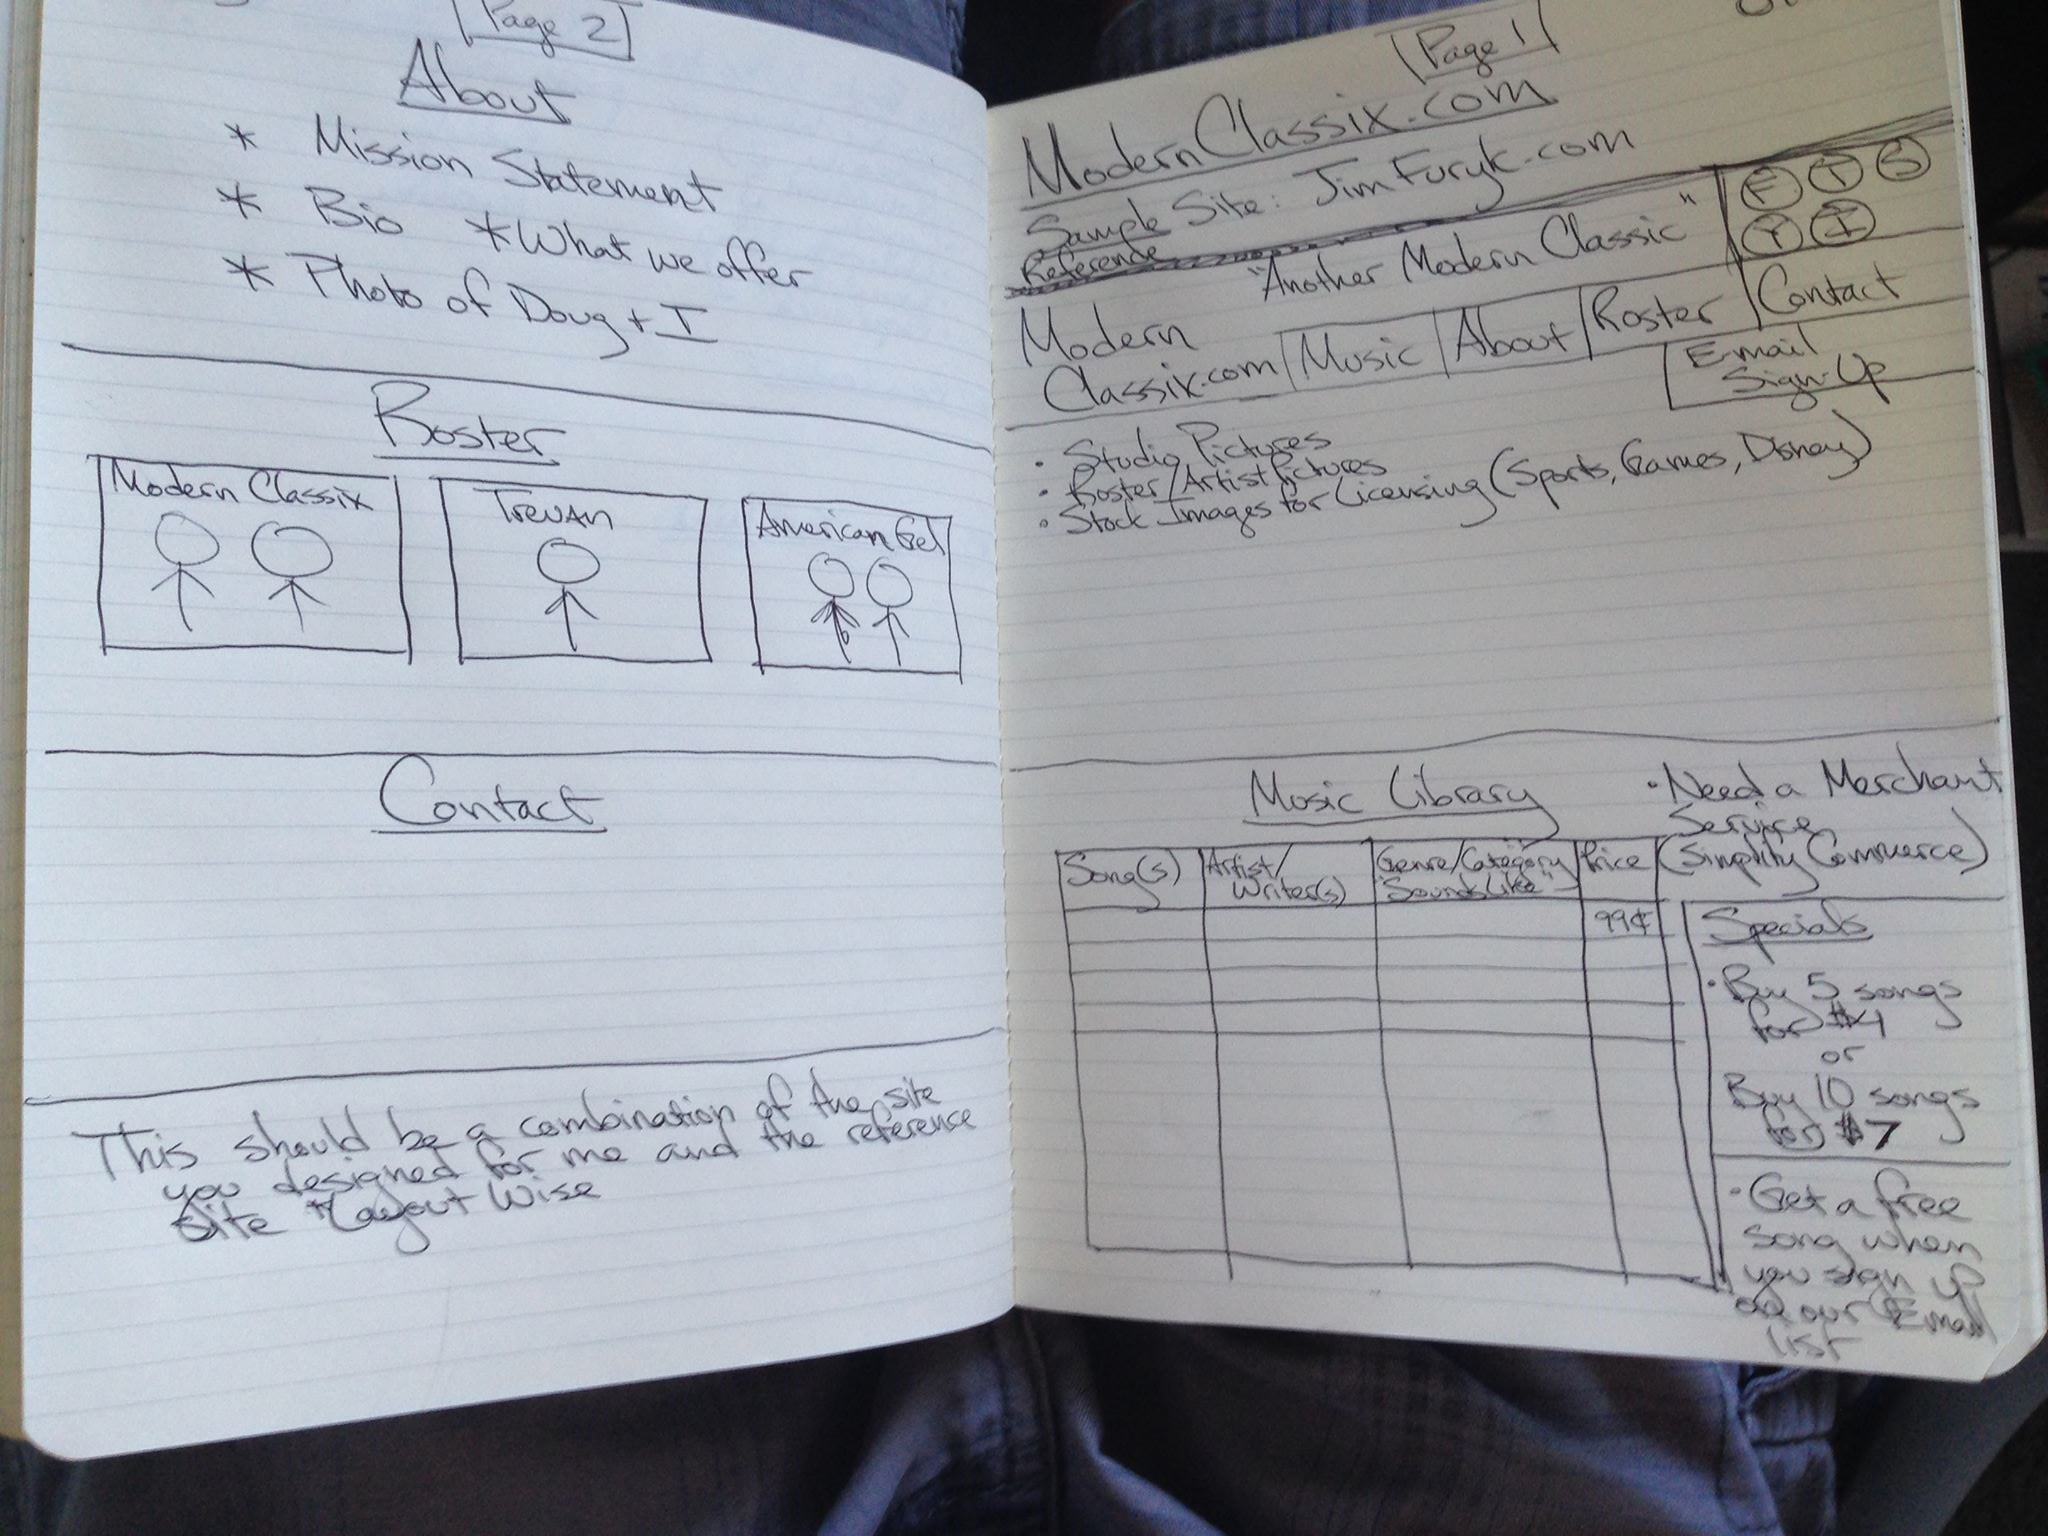 Page 2
About
* Mission Statement
* Bio * What we offer
* Photo of Doug + I
Roster
Modern Classix
Trevan
American Gel
Contact
This should be a combination of the site
you designed for me and the reference
site Layout Wise
Page 1
ModernClassix.com
Sample Site: JimFuryk.com
Reference
"Another Modern Classic"
F T S
Y I
Modern
Classix.com Music About Roster Contact
E-mail
Sign-Up
• Studio Pictures
• Roster/Artist Pictures
• Stock Images for Licensing (Sports, Games, Disney)
Music Library
• Need a Merchant
Service
(Simplify Commerce)
Song(s) Artist/ Genre/Category Price
Writer(s) "Sounds Like"
99¢
Specials
• Buy 5 songs
for $4
or
Buy 10 songs
for $7
• Get a free
song when
you sign up
on our Email
list